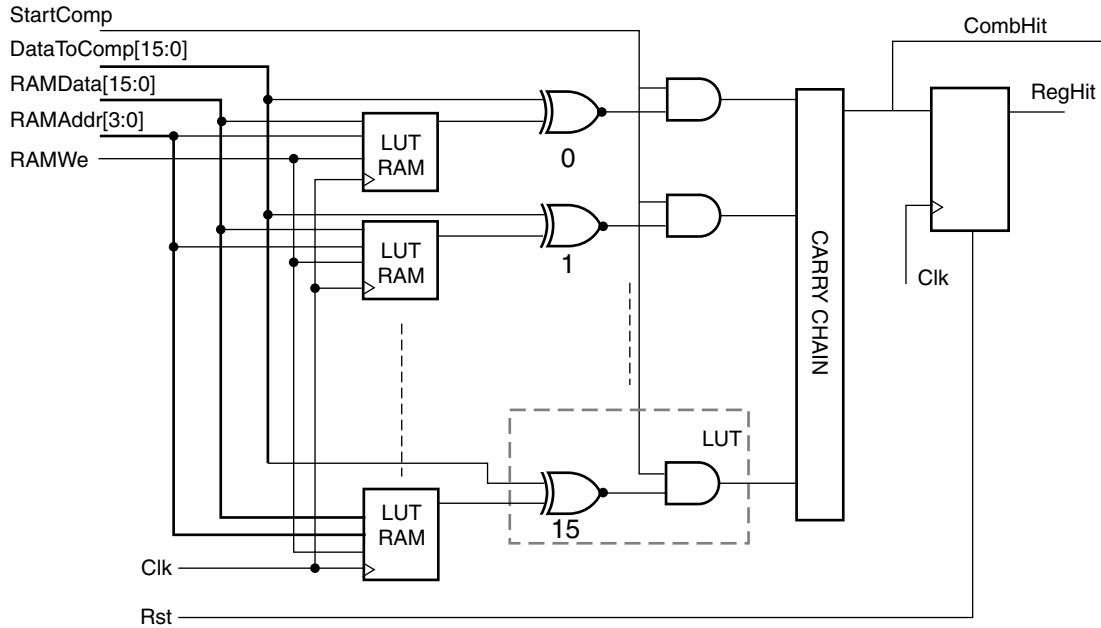 StartComp
DataToComp[15:0]
RAMData[15:0]
RAMAddr[3:0]
RAMWe
CombHit
RegHit
LUT
RAM
0
LUT
RAM
1
CARRY CHAIN
Clk
LUT
LUT
RAM
15
Clk
Rst